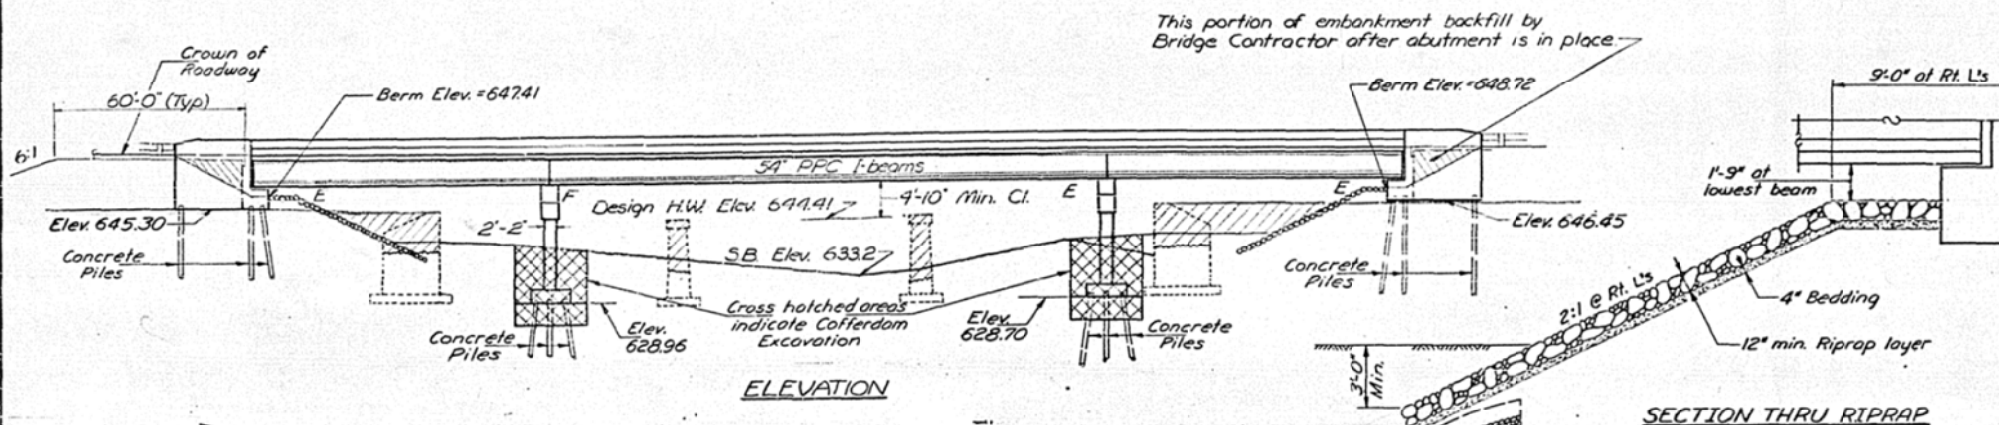 This portion of embankment backfill by
Bridge Contractor after abutment is in place.
Crown of
Roadway
60'-0" (Typ)
6:1
Berm Elev. = 647.41
Berm Elev. = 648.72
9'-0" at Rt. L's
54" PPC I-beams
E
F
E
E
4'-10" Min. Cl.
Design H.W. Elev. 644.41
1'-9" at
lowest beam
Elev. 645.30
2'-2"
Elev. 646.45
S.B. Elev. 633.2
Concrete
Piles
Concrete
Piles
2:1 @ Rt. L's
4" Bedding
Cross hatched areas
indicate Cofferdam
Excavation
Concrete
Piles
Elev.
628.96
Elev.
628.70
Concrete
Piles
12" min. Riprap layer
3'-0"
Min.
ELEVATION
SECTION THRU RIPRAP